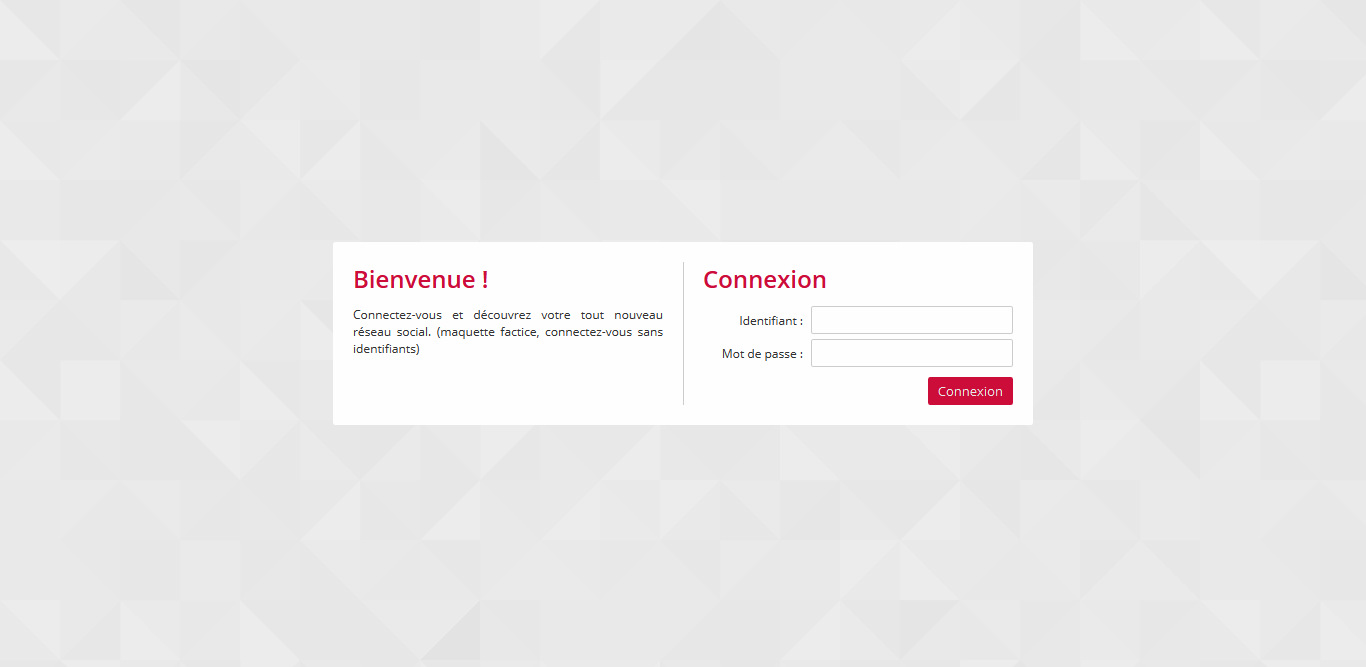 Bienvenue !
Connectez-vous et découvrez votre tout nouveau
réseau social. (maquette factice, connectez-vous sans
identifiants)
Connexion
Identifiant :
Mot de passe :
Connexion